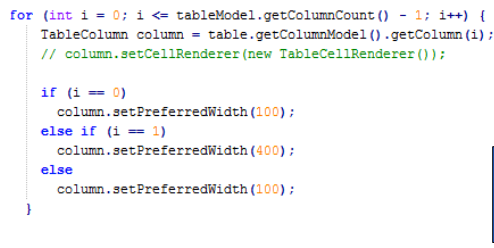 for (int i = 0; i <= tableModel.getColumnCount() - 1; i++) {
TableColumn column = table.getColumnModel().getColumn(i);
// column.setCellRenderer(new TableCellRenderer());
if (i == 0)
column.setPreferredWidth(100);
else if (i == 1)
column.setPreferredWidth(400);
else
column.setPreferredWidth(100);
}